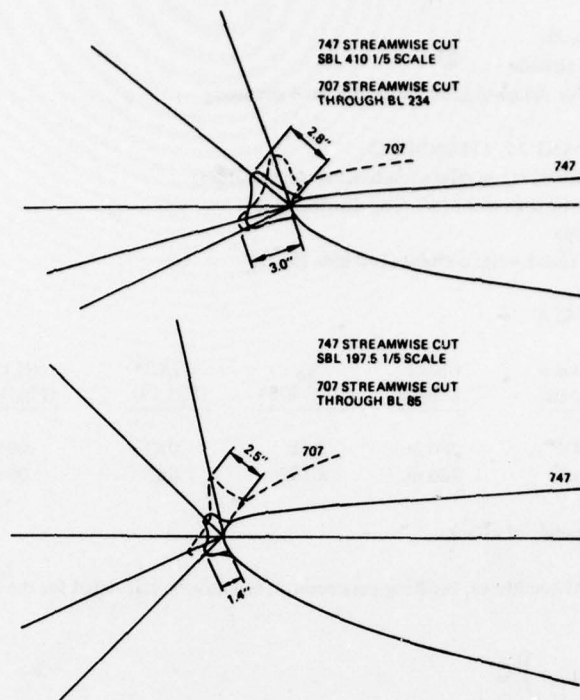 747 STREAMWISE CUT
SBL 410 1/5 SCALE
707 STREAMWISE CUT
THROUGH BL 234
2.8"
707
747
3.0"
747 STREAMWISE CUT
SBL 197.5 1/5 SCALE
707 STREAMWISE CUT
THROUGH BL 85
2.5"
707
747
1.4"